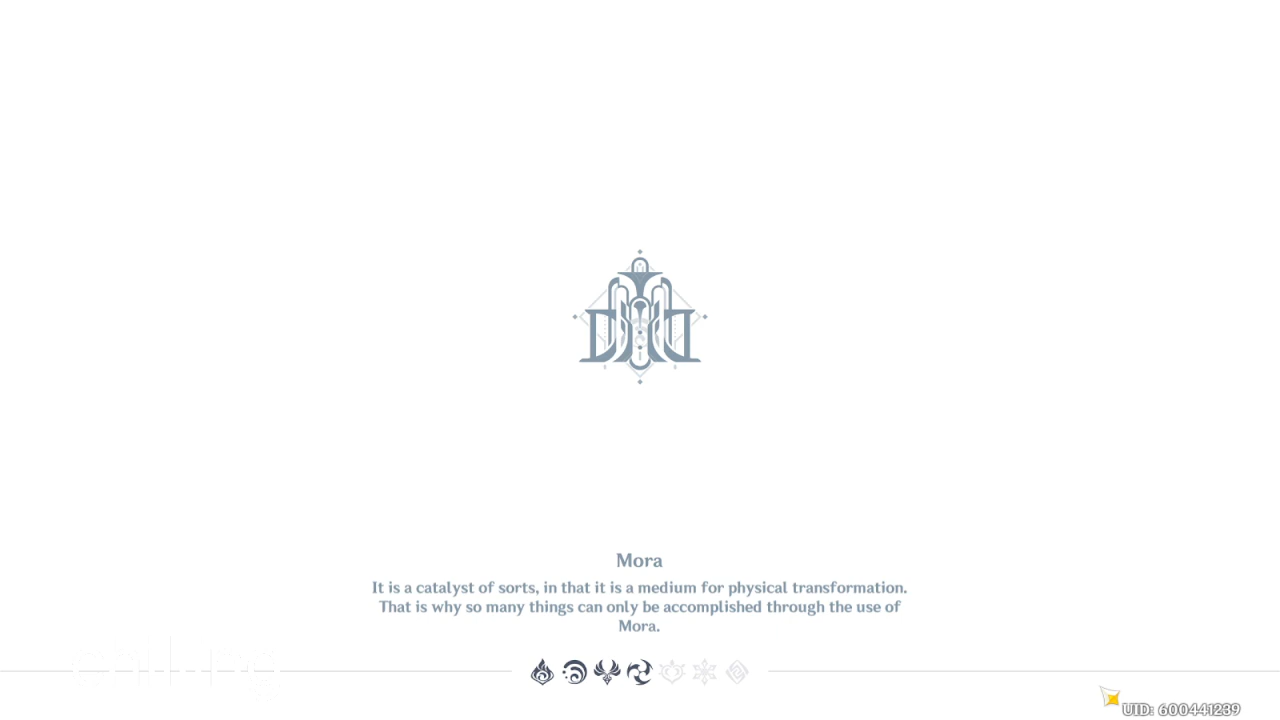 Mora
It is a catalyst of sorts, in that it is a medium for physical transformation.
That is why so many things can only be accomplished through the use of
Mora.
UID: 600441239